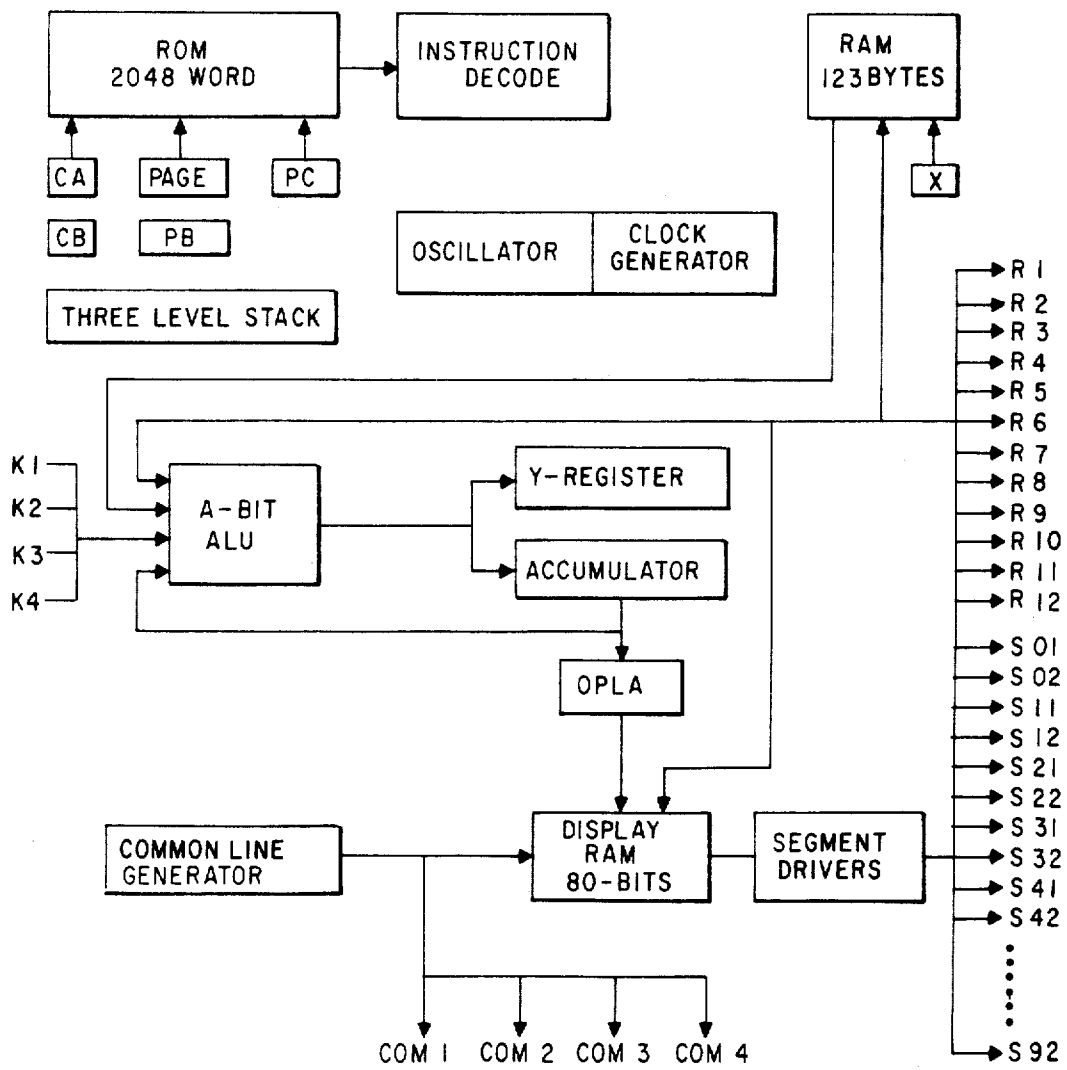 ROM
2048 WORD
INSTRUCTION
DECODE
RAM
123BYTES
CA
PAGE
PC
X
CB
PB
OSCILLATOR
CLOCK
GENERATOR
THREE LEVEL STACK
R 1
R 2
R 3
R 4
R 5
R 6
R 7
R 8
R 9
R 10
R 11
R 12
K1
K2
K3
K4
A-BIT
ALU
Y-REGISTER
ACCUMULATOR
OPLA
S 01
S 02
S 11
S 12
S 21
S 22
S 31
S 32
S 41
S 42
S 92
COMMON LINE
GENERATOR
DISPLAY
RAM
80-BITS
SEGMENT
DRIVERS
COM 1
COM 2
COM 3
COM 4